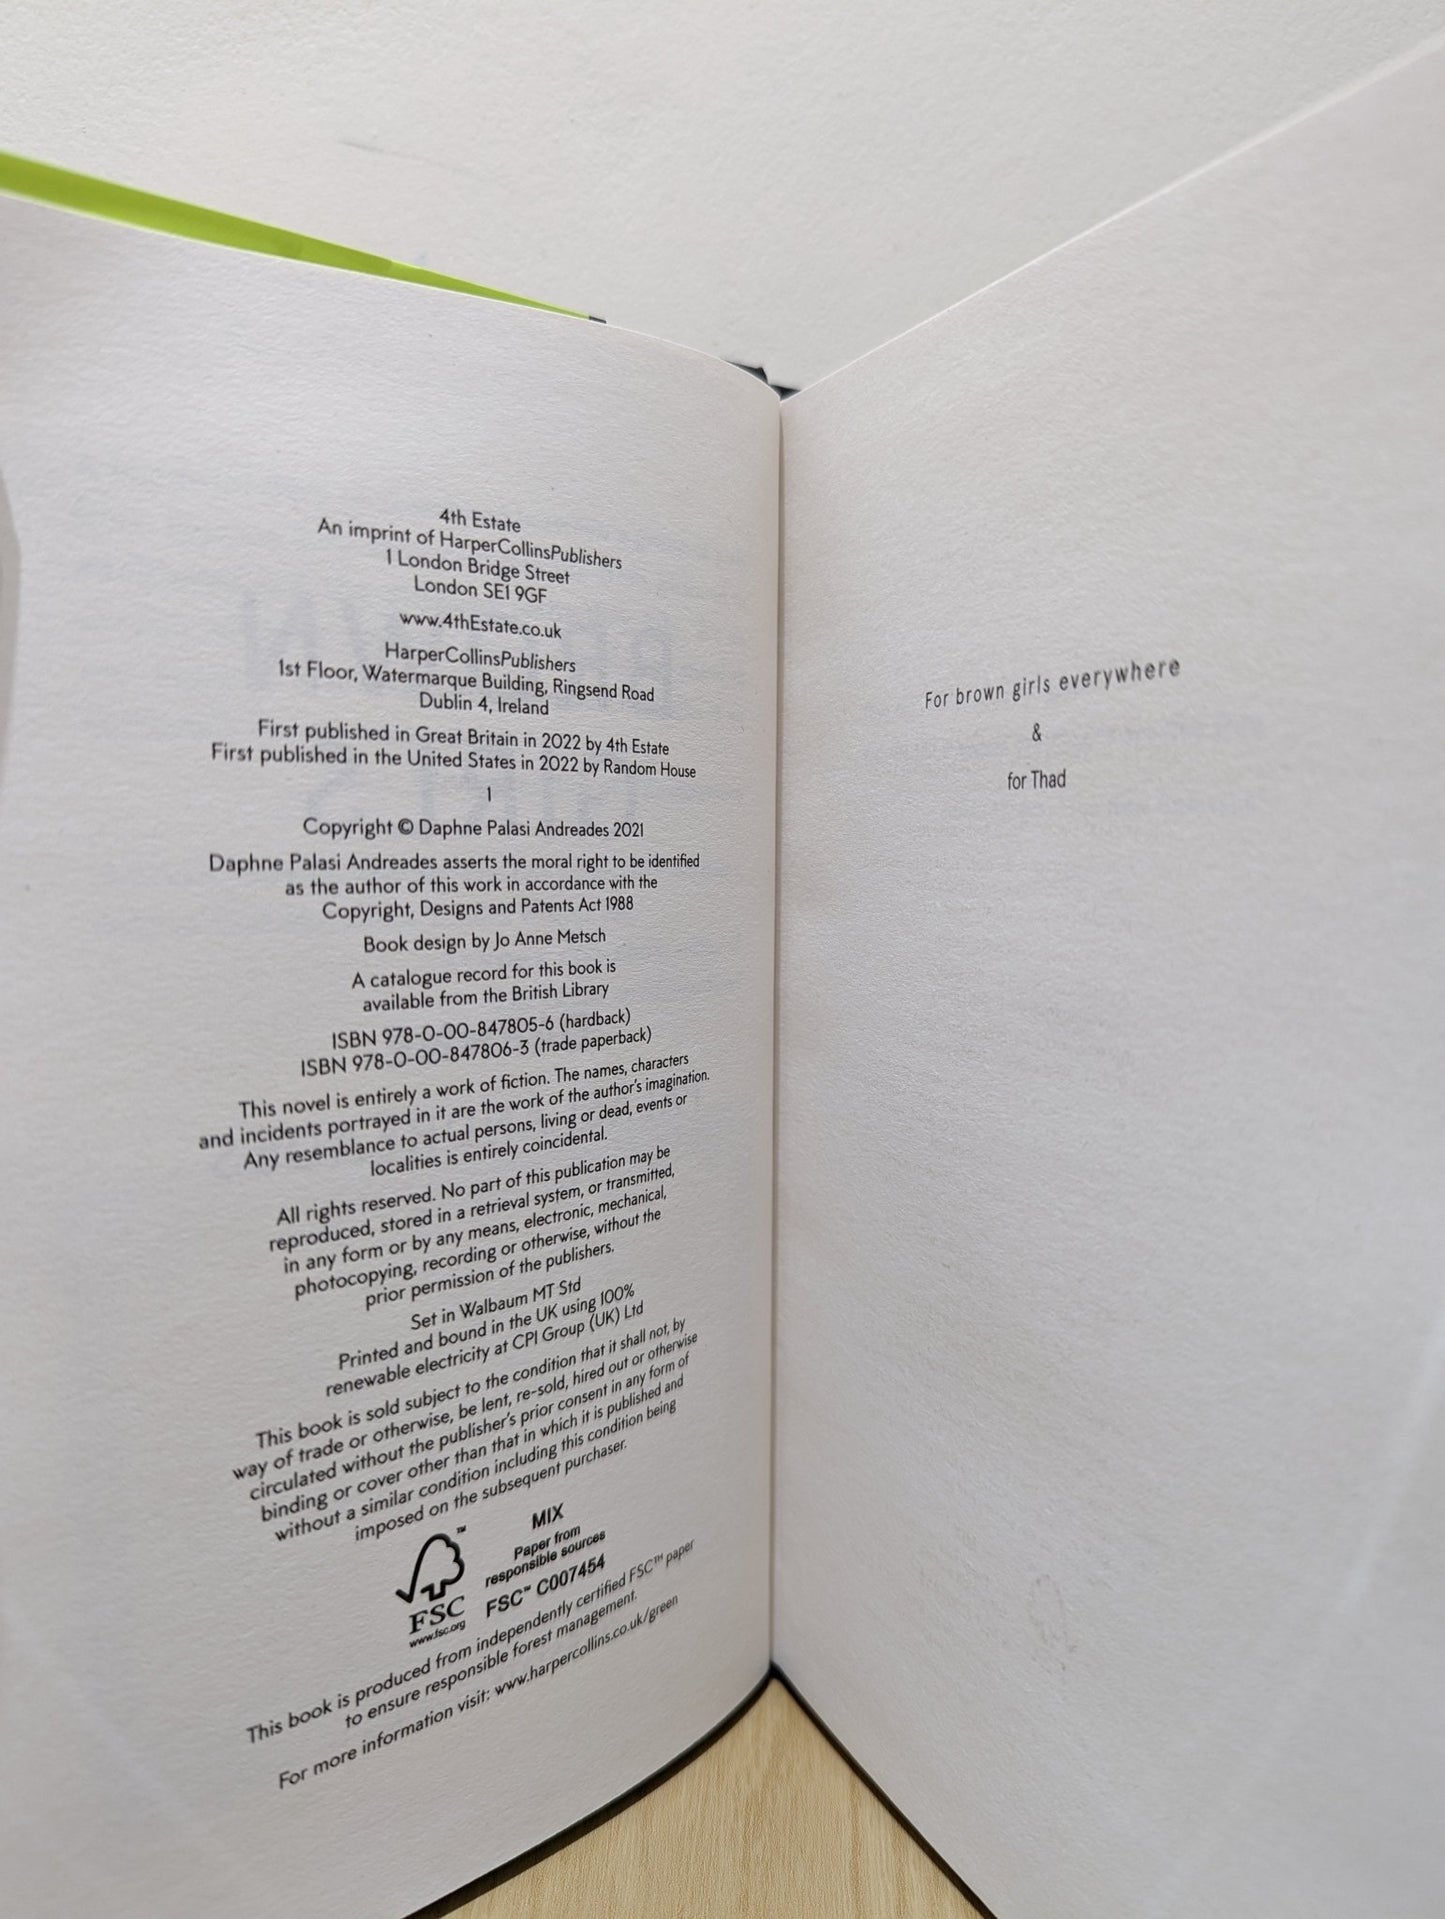 4th Estate
An imprint of HarperCollinsPublishers
1 London Bridge Street
London SE1 9GF
www.4thEstate.co.uk
HarperCollinsPublishers
1st Floor, Watermarque Building, Ringsend Road
Dublin 4, Ireland
First published in Great Britain in 2022 by 4th Estate
First published in the United States in 2022 by Random House
1
Copyright © Daphne Palasi Andreades 2021
Daphne Palasi Andreades asserts the moral right to be identified
as the author of this work in accordance with the
Copyright, Designs and Patents Act 1988
Book design by Jo Anne Metsch
A catalogue record for this book is
available from the British Library
ISBN 978-0-00-847805-6 (hardback)
ISBN 978-0-00-847806-3 (trade paperback)
This novel is entirely a work of fiction. The names, characters
and incidents portrayed in it are the work of the author's imagination.
Any resemblance to actual persons, living or dead, events or
localities is entirely coincidental.
All rights reserved. No part of this publication may be
reproduced, stored in a retrieval system, or transmitted,
in any form or by any means, electronic, mechanical,
photocopying, recording or otherwise, without the
prior permission of the publishers.
Set in Walbaum MT Std
Printed and bound in the UK using 100%
renewable electricity at CPI Group (UK) Ltd
This book is sold subject to the condition that it shall not, by
way of trade or otherwise, be lent, re-sold, hired out or otherwise
circulated without the publisher's prior consent in any form of
binding or cover other than that in which it is published and
without a similar condition including this condition being
imposed on the subsequent purchaser.
™
FSC
www.fsc.org
MIX
Paper from
responsible sources
FSC™ C007454
This book is produced from independently certified FSC™ paper
to ensure responsible forest management.
For more information visit: www.harpercollins.co.uk/green
For brown girls everywhere
&
for Thad